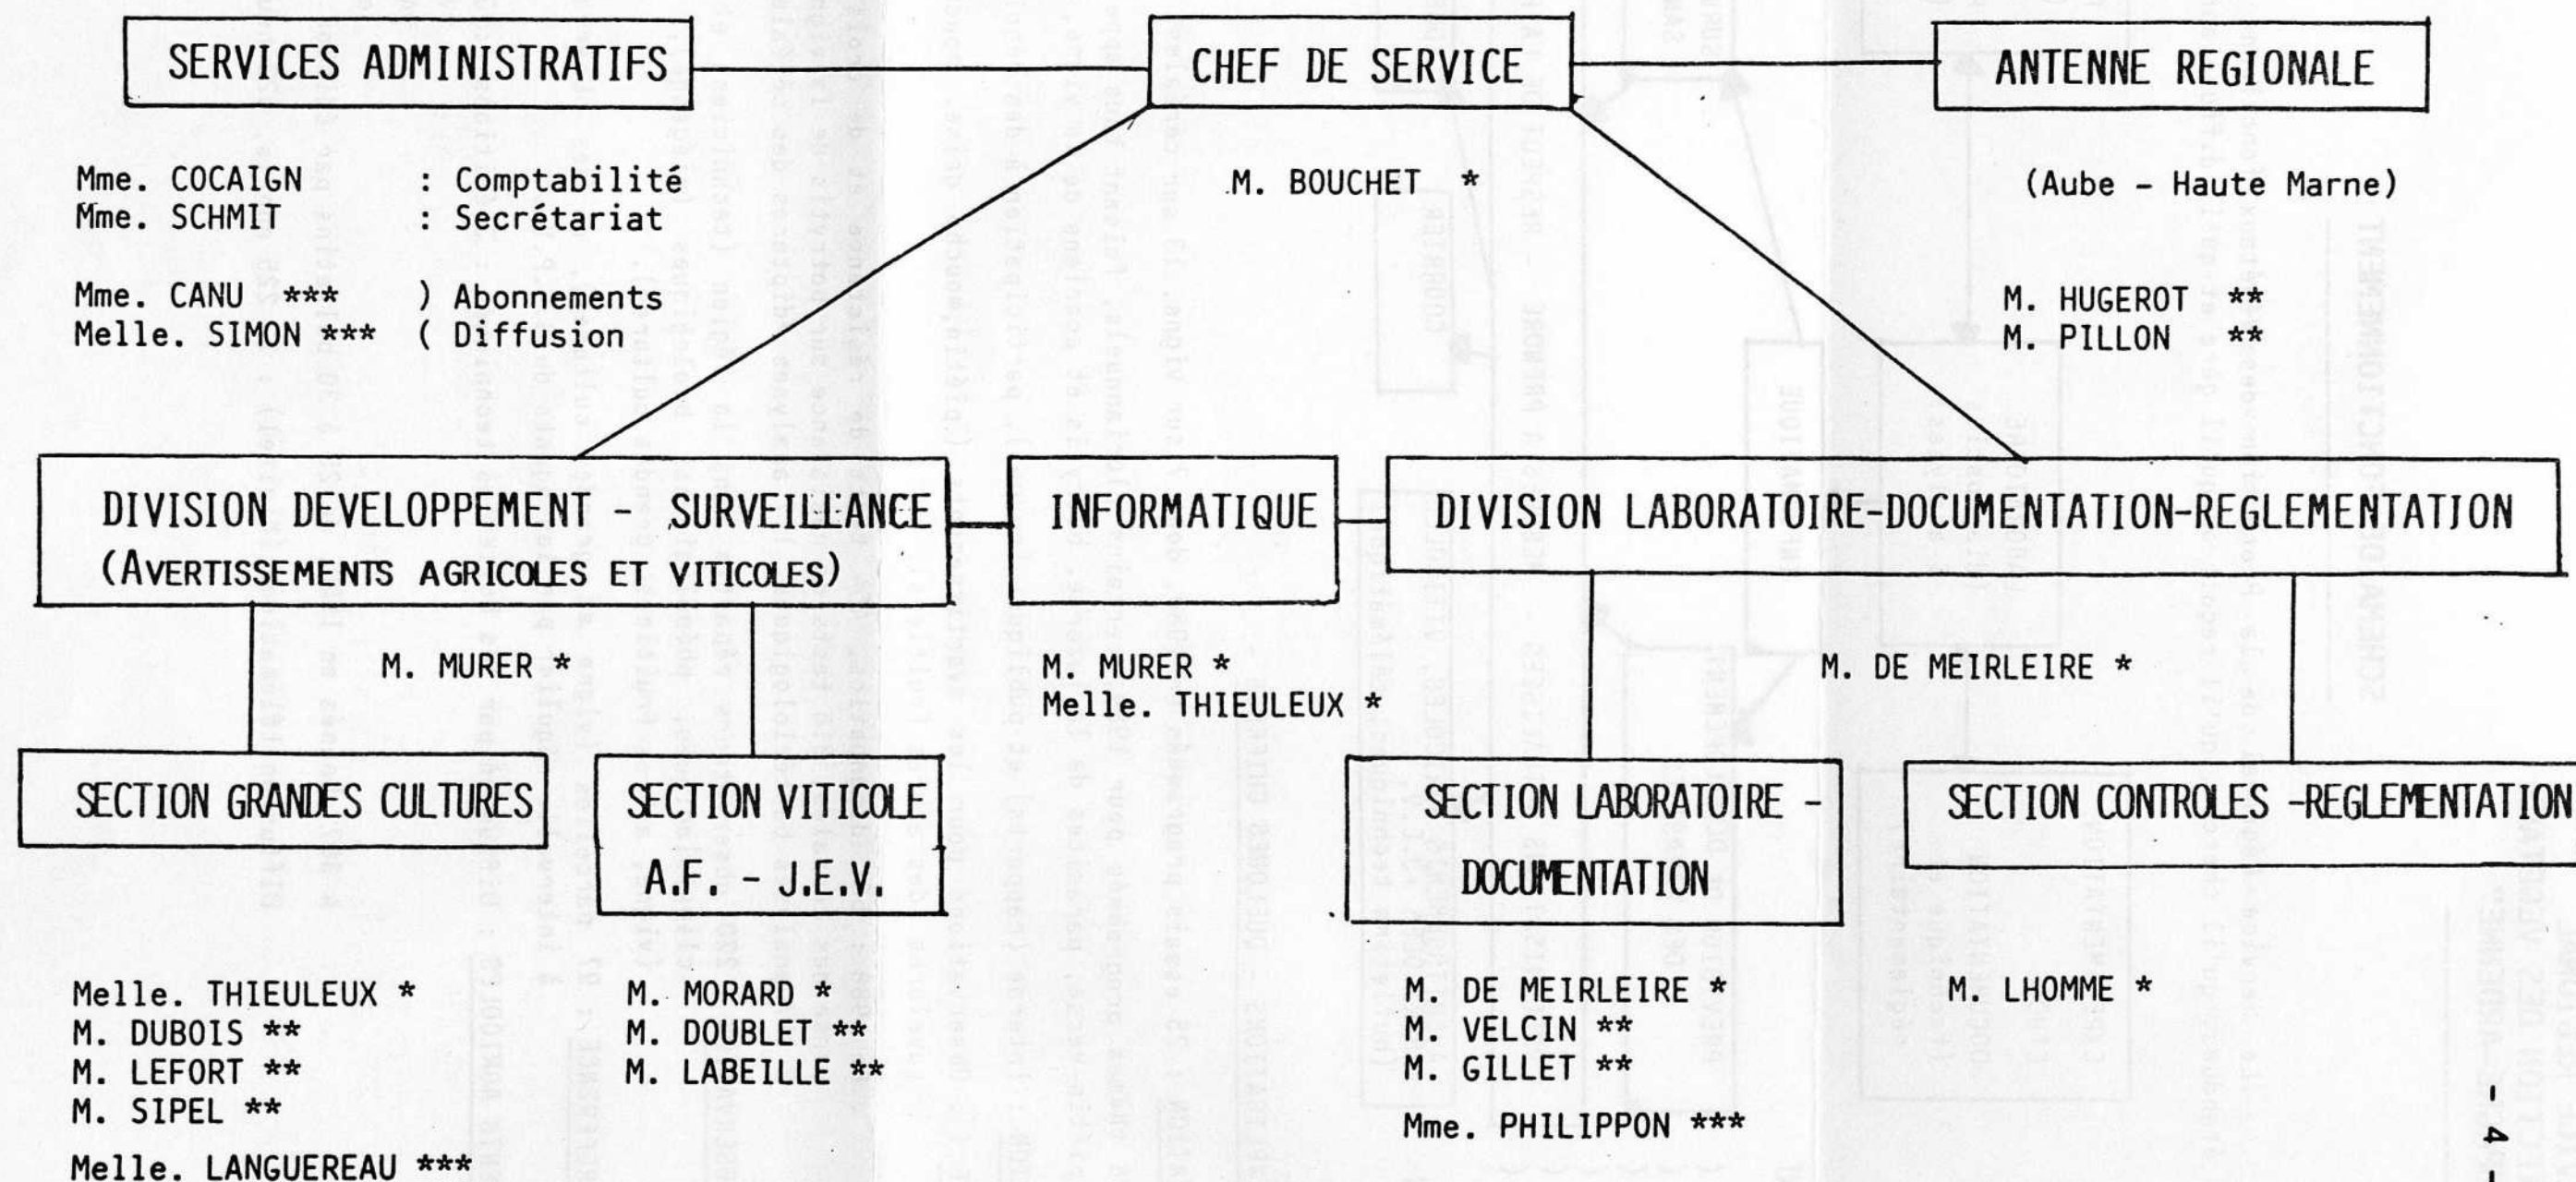 SERVICES ADMINISTRATIFS
CHEF DE SERVICE
ANTENNE REGIONALE
Mme. COCAIGN : Comptabilité
Mme. SCHMIT : Secrétariat
Mme. CANU *** ) Abonnements
Melle. SIMON *** ( Diffusion
M. BOUCHET *
(Aube - Haute Marne)
M. HUGEROT **
M. PILLON **
DIVISION DEVELOPPEMENT - SURVEILLANCE
(AVERTISSEMENTS AGRICOLES ET VITICOLES)
INFORMATIQUE
DIVISION LABORATOIRE-DOCUMENTATION-REGLEMENTATION
M. MURER *
M. MURER *
Melle. THIEULEUX *
M. DE MEIRLEIRE *
SECTION GRANDES CULTURES
SECTION VITICOLE
A.F. - J.E.V.
SECTION LABORATOIRE -
DOCUMENTATION
SECTION CONTROLES -REGLEMENTATION
Melle. THIEULEUX *
M. DUBOIS **
M. LEFORT **
M. SIPEL **
Melle. LANGUEREAU ***
M. MORARD *
M. DOUBLET **
M. LABEILLE **
M. DE MEIRLEIRE *
M. VELCIN **
M. GILLET **
Mme. PHILIPPON ***
M. LHOMME *
- 4 -